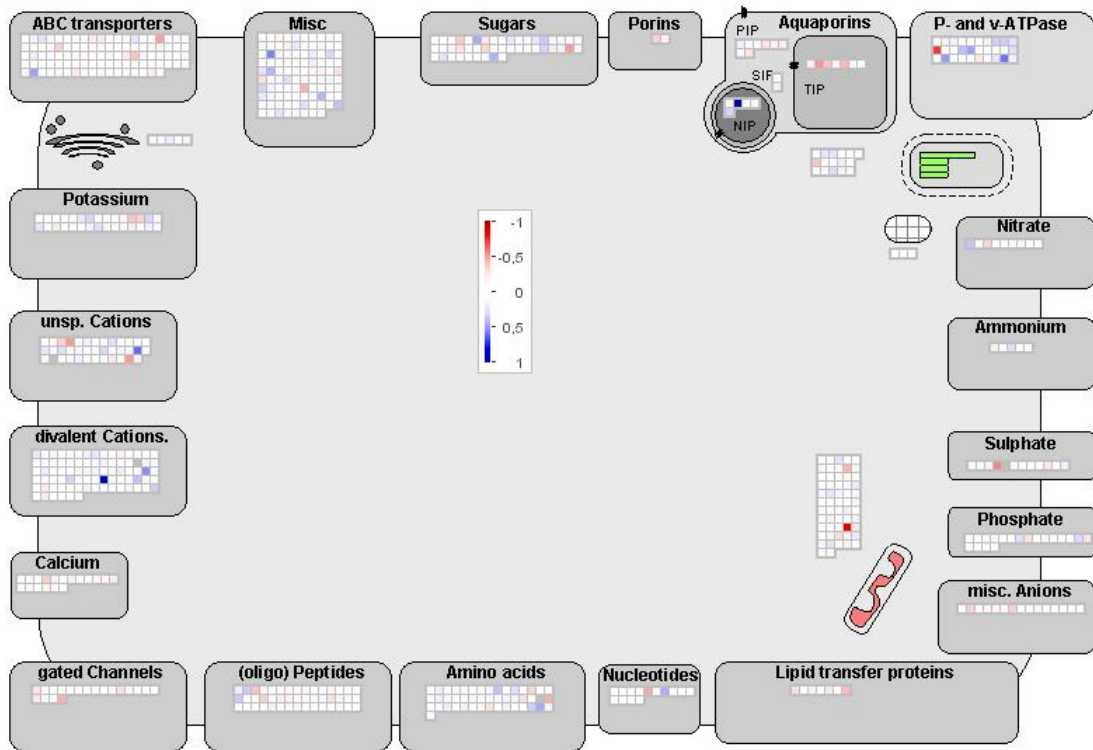 ABC transporters
Misc
Sugars
Porins
Aquaporins
P- and v-ATPase
PIP
SIP
TIP
NIP
Potassium
Nitrate
-1
-0,5
0
0,5
1
unsp. Cations
Ammonium
divalent Cations.
Sulphate
Phosphate
Calcium
misc. Anions
gated Channels
(oligo) Peptides
Amino acids
Nucleotides
Lipid transfer proteins